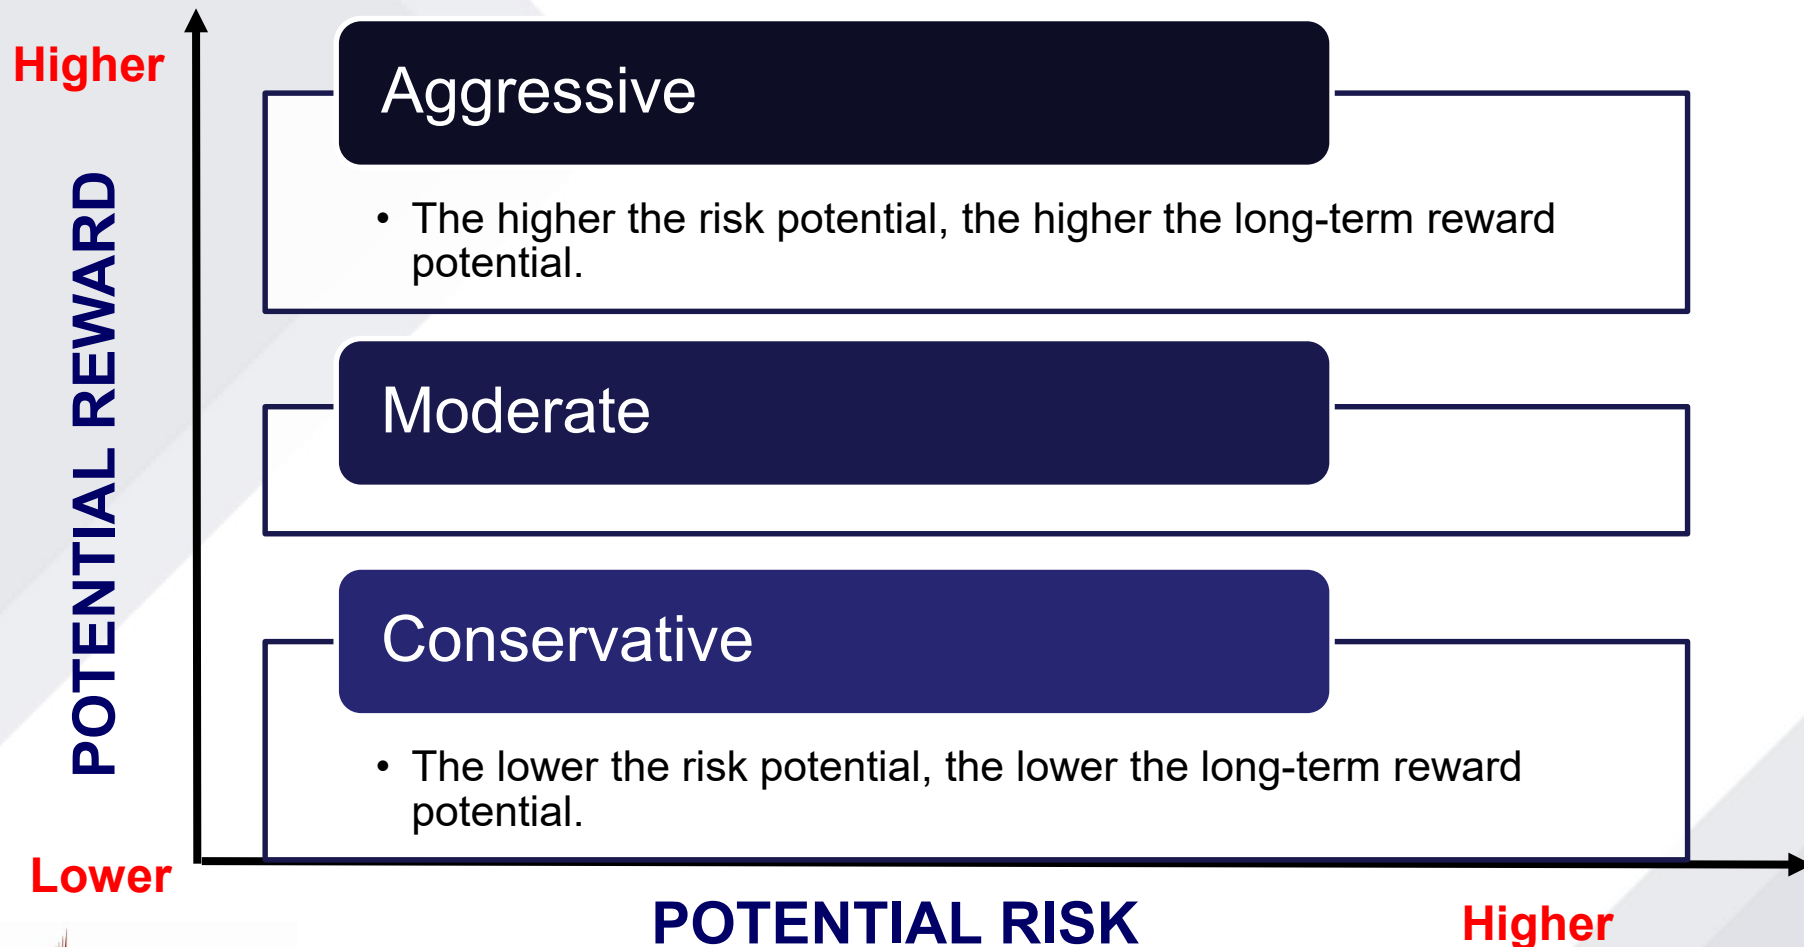 Higher
Aggressive
• The higher the risk potential, the higher the long-term reward
potential.
POTENTIAL REWARD
Moderate
Conservative
• The lower the risk potential, the lower the long-term reward
potential.
Lower
POTENTIAL RISK
Higher